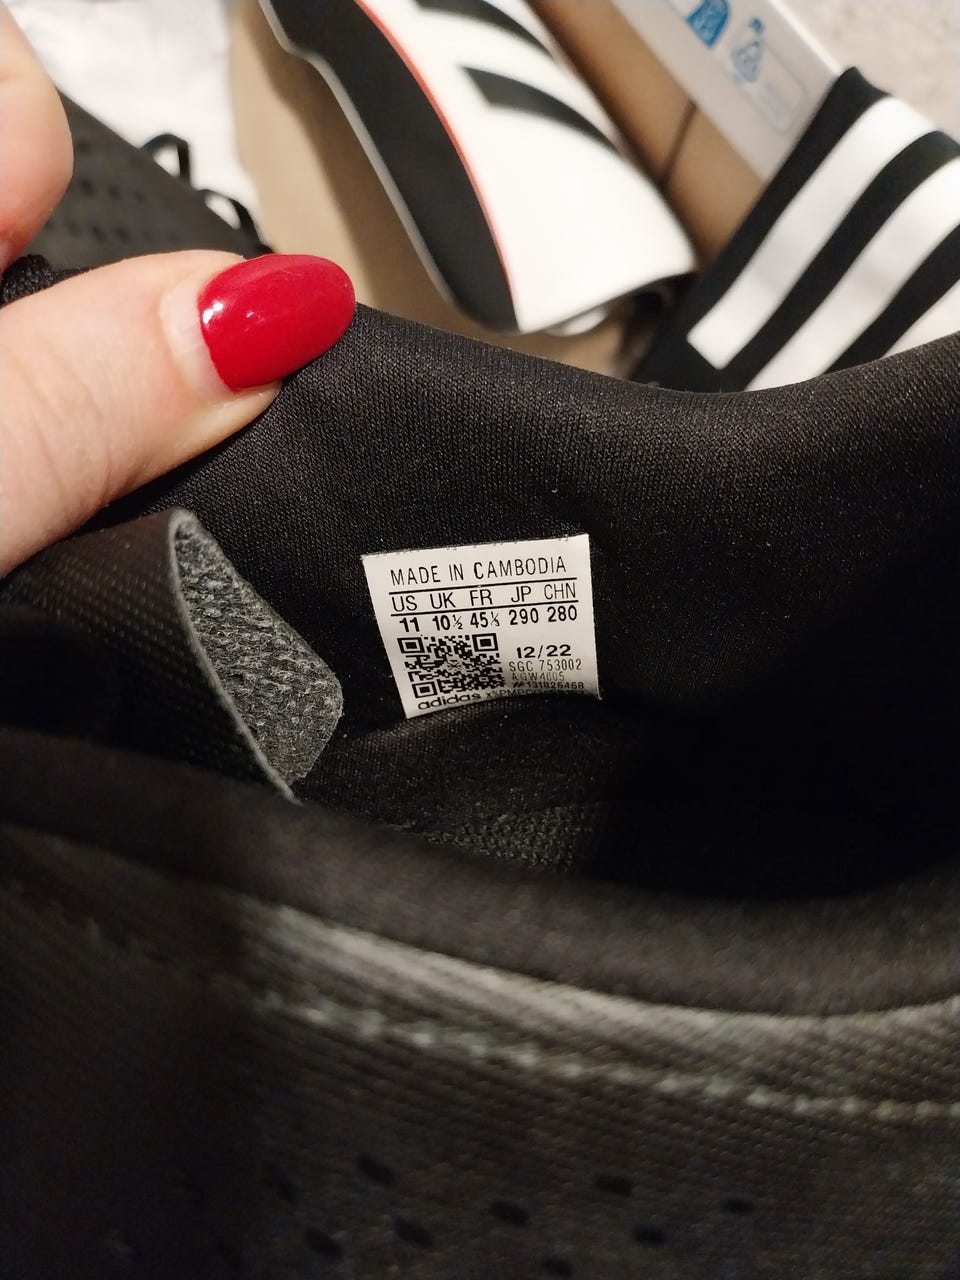 MADE IN CAMBODIA
US UK FR JP CHN
11 10½ 45⅓ 290 280
12/22
SGC 753002
#131826468
adidas